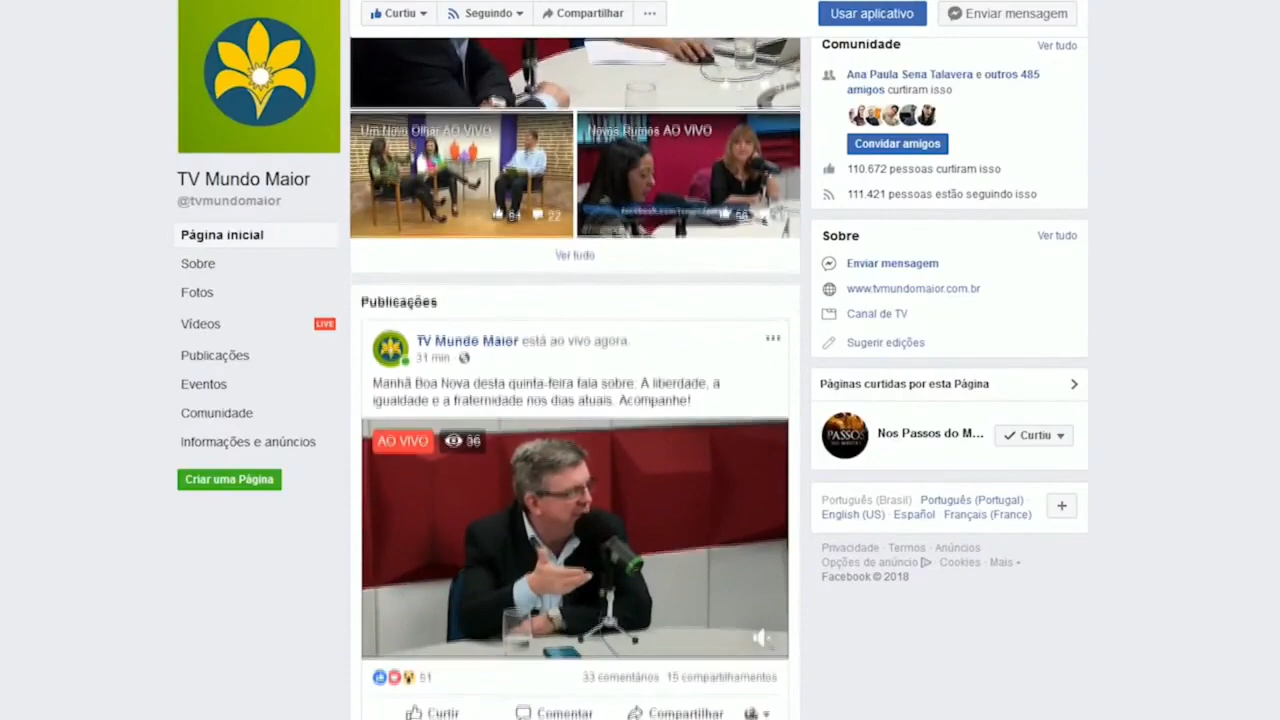 Curtiu
Seguindo
Compartilhar
Usar aplicativo
Enviar mensagem
TV Mundo Maior
@tvmundomaior
Página inicial
Sobre
Fotos
Vídeos
LIVE
Publicações
Eventos
Comunidade
Informações e anúncios
Criar uma Página
Um Novo Olhar AO VIVO
22
Novos Rumos AO VIVO
Ver tudo
Publicações
TV Mundo Maior está ao vivo agora.
31 min ·
Manhã Boa Nova desta quinta-feira fala sobre: A liberdade, a
igualdade e a fraternidade nos dias atuais. Acompanhe!
AO VIVO
36
51
33 comentários 15 compartilhamentos
Curtir
Comentar
Compartilhar
Comunidade
Ver tudo
Ana Paula Sena Talavera e outros 485
amigos curtiram isso
Convidar amigos
110.672 pessoas curtiram isso
111.421 pessoas estão seguindo isso
Sobre
Ver tudo
Enviar mensagem
www.tvmundomaior.com.br
Canal de TV
Sugerir edições
Páginas curtidas por esta Página
PASSOS
Nos Passos do M...
Curtiu
Português (Brasil) · Português (Portugal) ·
English (US) · Español · Français (France)
Privacidade · Termos · Anúncios ·
Opções de anúncio · Cookies · Mais
Facebook © 2018